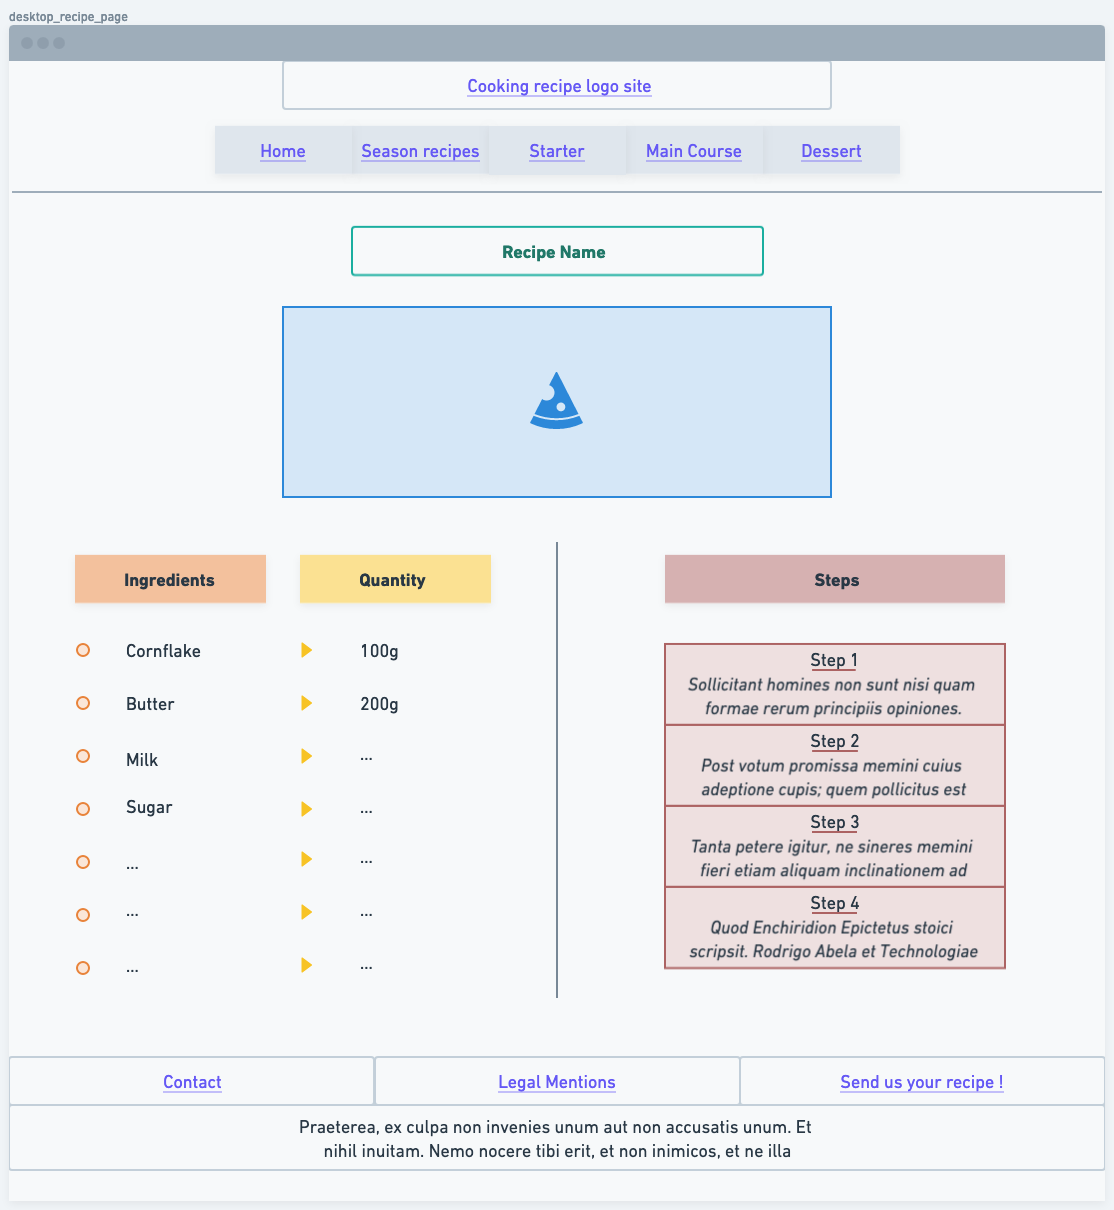 desktop_recipe_page
Cooking recipe logo site
Home
Season recipes
Starter
Main Course
Dessert
Recipe Name
Ingredients
Quantity
Cornflake
100g
Butter
200g
Milk
...
Sugar
...
...
...
...
...
...
...
Steps
Step 1
Sollicitant homines non sunt nisi quam
formae rerum principiis opiniones.
Step 2
Post votum promissa memini cuius
adeptione cupis; quem pollicitus est
Step 3
Tanta petere igitur, ne sineres memini
fieri etiam aliquam inclinationem ad
Step 4
Quod Enchiridion Epictetus stoici
scripsit. Rodrigo Abela et Technologiae
Contact
Legal Mentions
Send us your recipe !
Praeterea, ex culpa non invenies unum aut non accusatis unum. Et
nihil inuitam. Nemo nocere tibi erit, et non inimicos, et ne illa